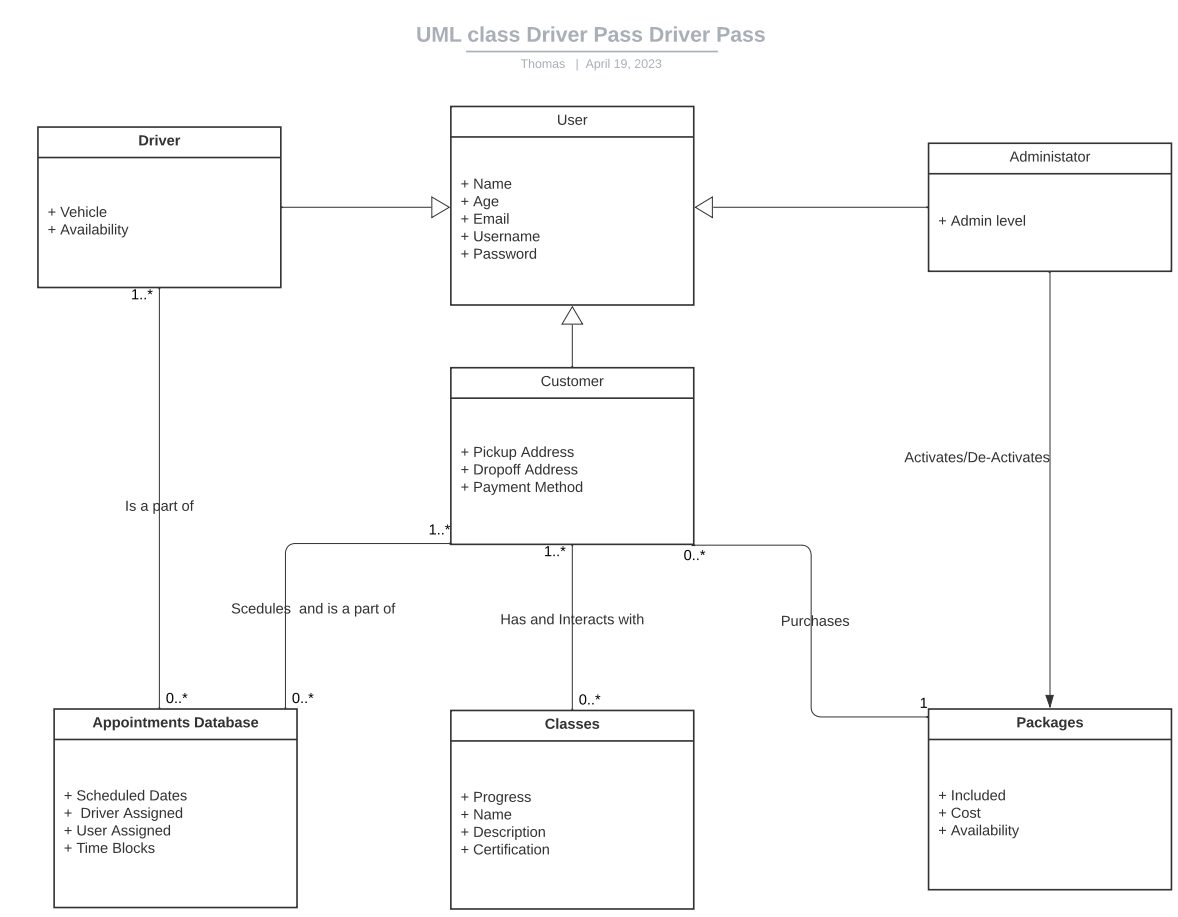 UML class Driver Pass Driver Pass
Thomas | April 19, 2023
Driver
+ Vehicle
+ Availability
1..*
User
+ Name
+ Age
+ Email
+ Username
+ Password
Administator
+ Admin level
Customer
+ Pickup Address
+ Dropoff Address
+ Payment Method
Activates/De-Activates
Is a part of
1..*
1..*
0..*
Scedules  and is a part of
Has and Interacts with
Purchases
0..*
0..*
0..*
1
Appointments Database
+ Scheduled Dates
+  Driver Assigned
+ User Assigned
+ Time Blocks
Classes
+ Progress
+ Name
+ Description
+ Certification
Packages
+ Included
+ Cost
+ Availability